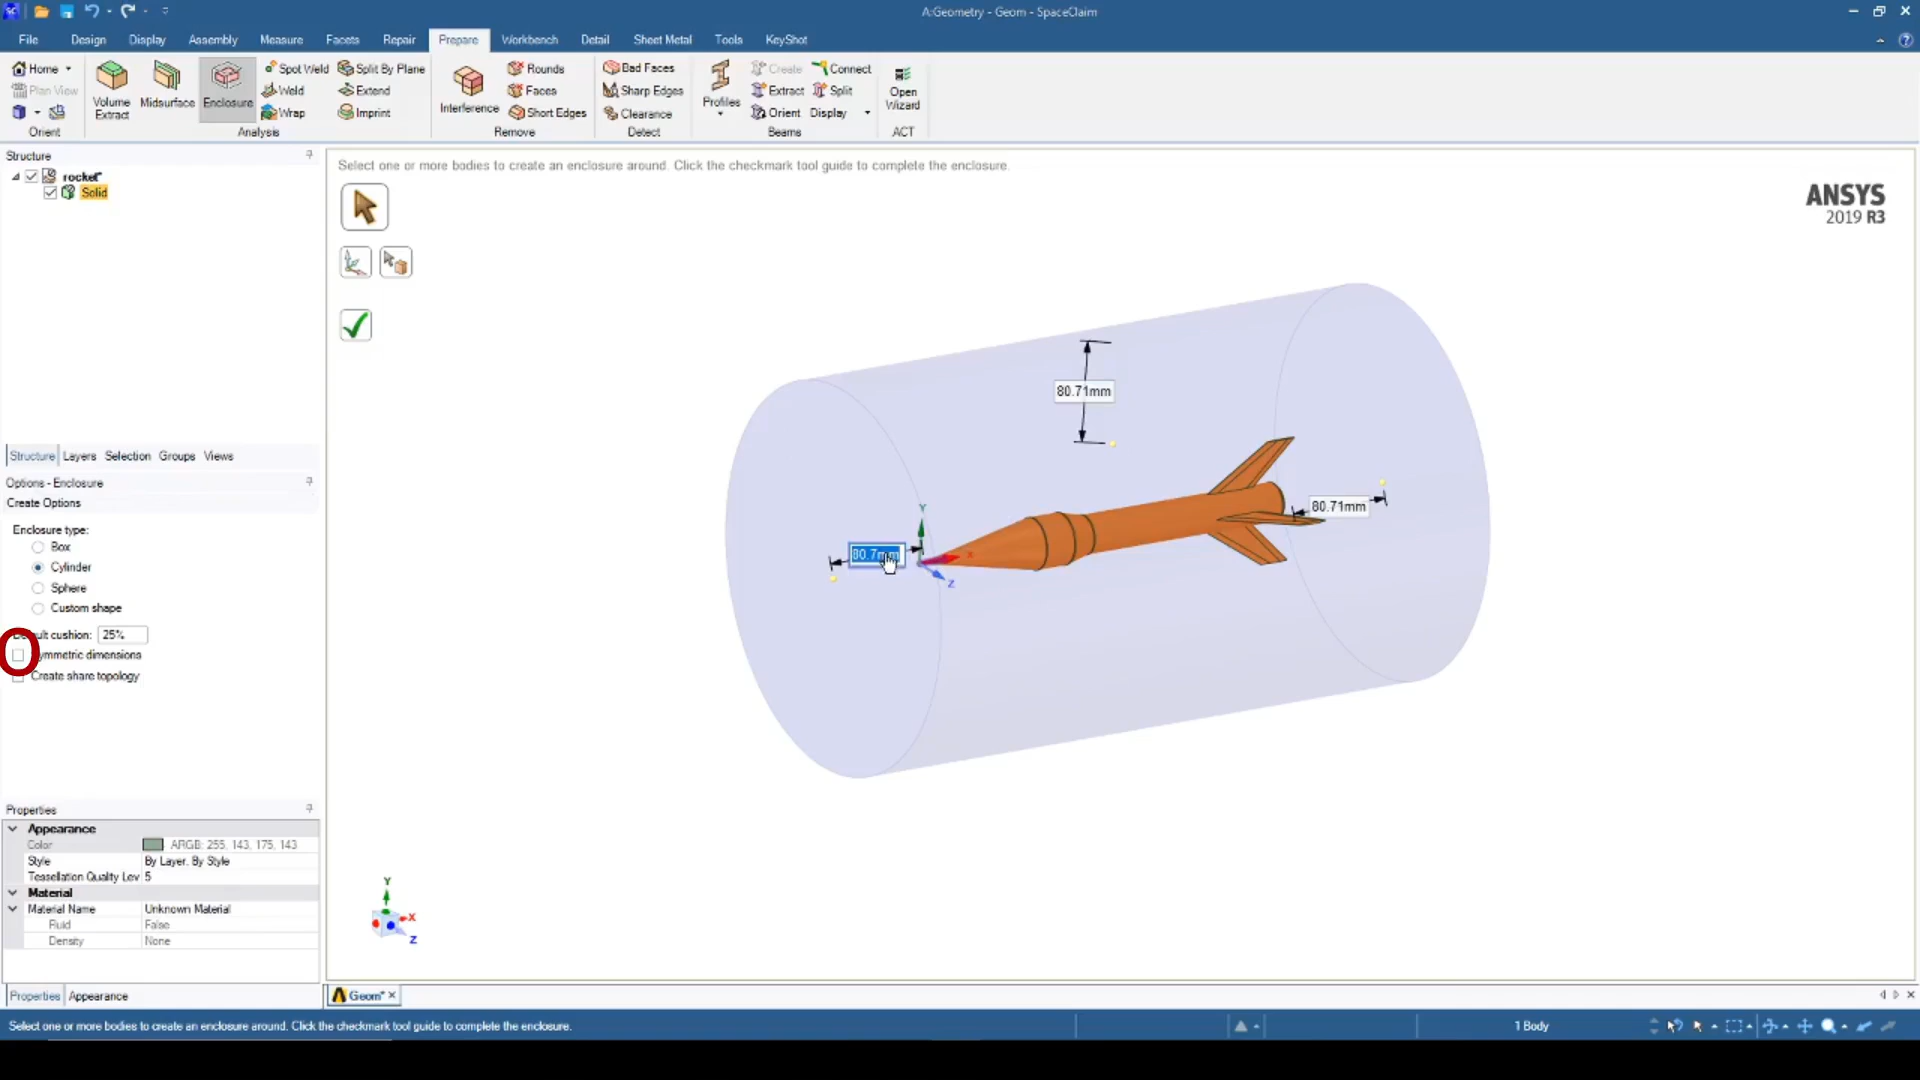 A:Geometry - Geom - SpaceClaim
File Design Display Assembly Measure Facets Repair Prepare Workbench Detail Sheet Metal Tools KeyShot
Home
Plan View
Orient
Volume Extract
Midsurface
Enclosure
Spot Weld
Weld
Wrap
Split By Plane
Extend
Imprint
Analysis
Interference
Rounds
Faces
Short Edges
Remove
Bad Faces
Sharp Edges
Clearance
Detect
Profiles
Create
Extract
Orient
Connect
Split
Display
Beams
Open Wizard
ACT
Structure
rocket*
Solid
Structure Layers Selection Groups Views
Options - Enclosure
Create Options
Enclosure type:
Box
Cylinder
Sphere
Custom shape
cushion: 25%
dimensions
Create share topology
Properties
Appearance
Color ARGB: 255, 143, 175, 143
Style By Layer, By Style
Tessellation Quality Lev 5
Material
Material Name Unknown Material
Fluid False
Density None
Properties Appearance
Select one or more bodies to create an enclosure around. Click the checkmark tool guide to complete the enclosure.
ANSYS
2019 R3
80.71mm
80.71mm
80.7mm
Y
X
Z
Y
X
Z
Geom*
Select one or more bodies to create an enclosure around. Click the checkmark tool guide to complete the enclosure.
1 Body